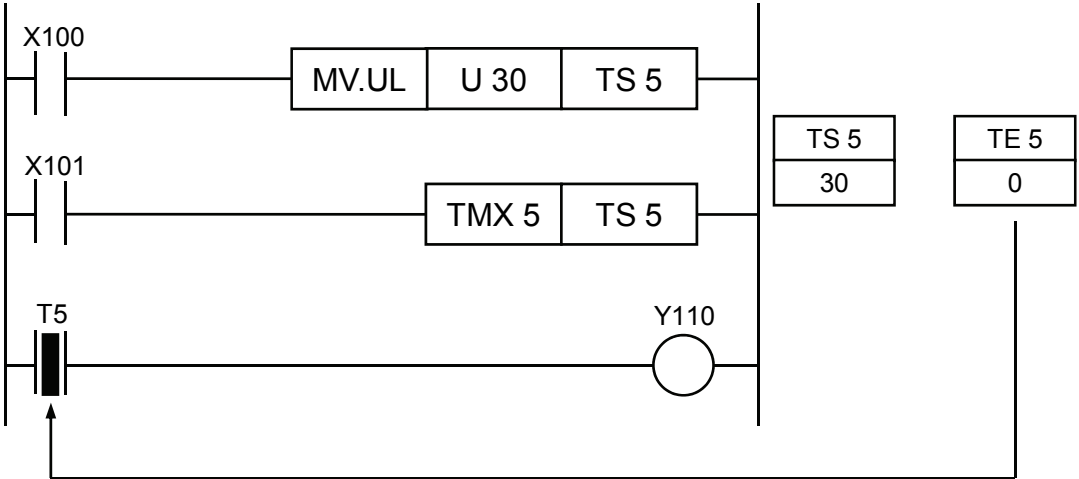 X100
MV.UL U 30 TS 5
TS 5 TE 5
X101
30 0
TMX 5 TS 5
T5 Y110